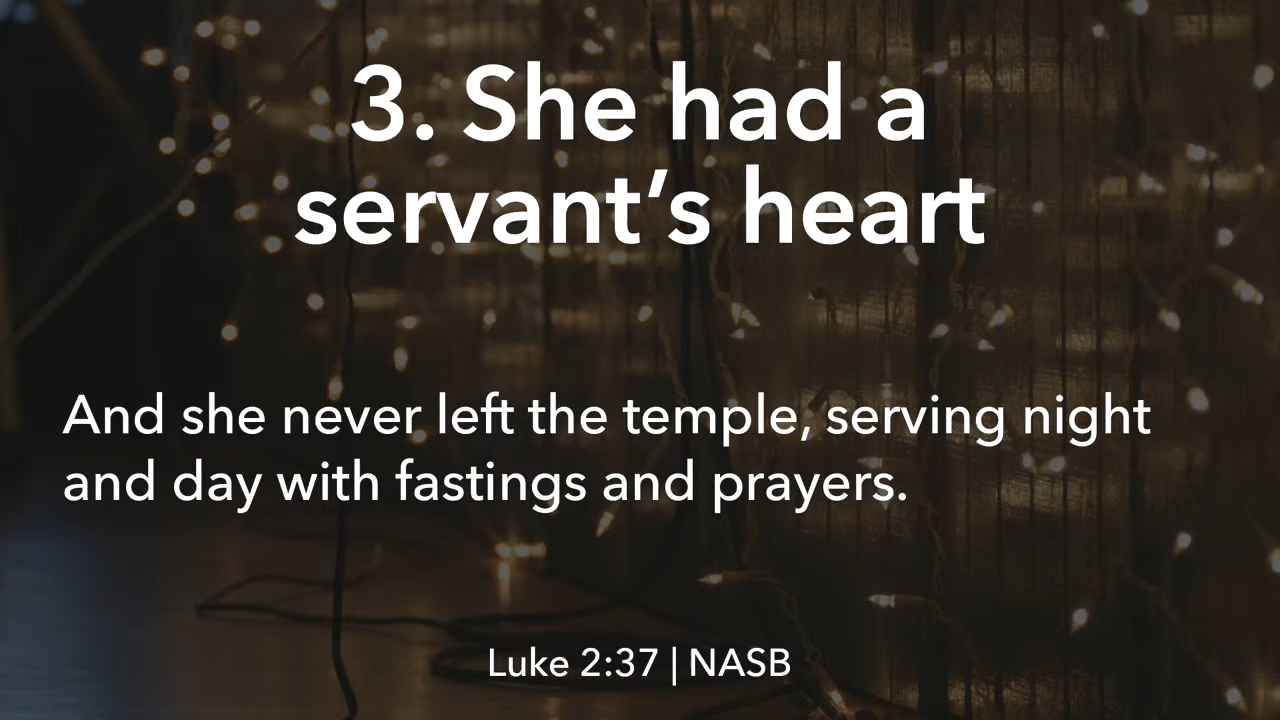 3. She had a
servant’s heart
And she never left the temple, serving night
and day with fastings and prayers.
Luke 2:37 | NASB